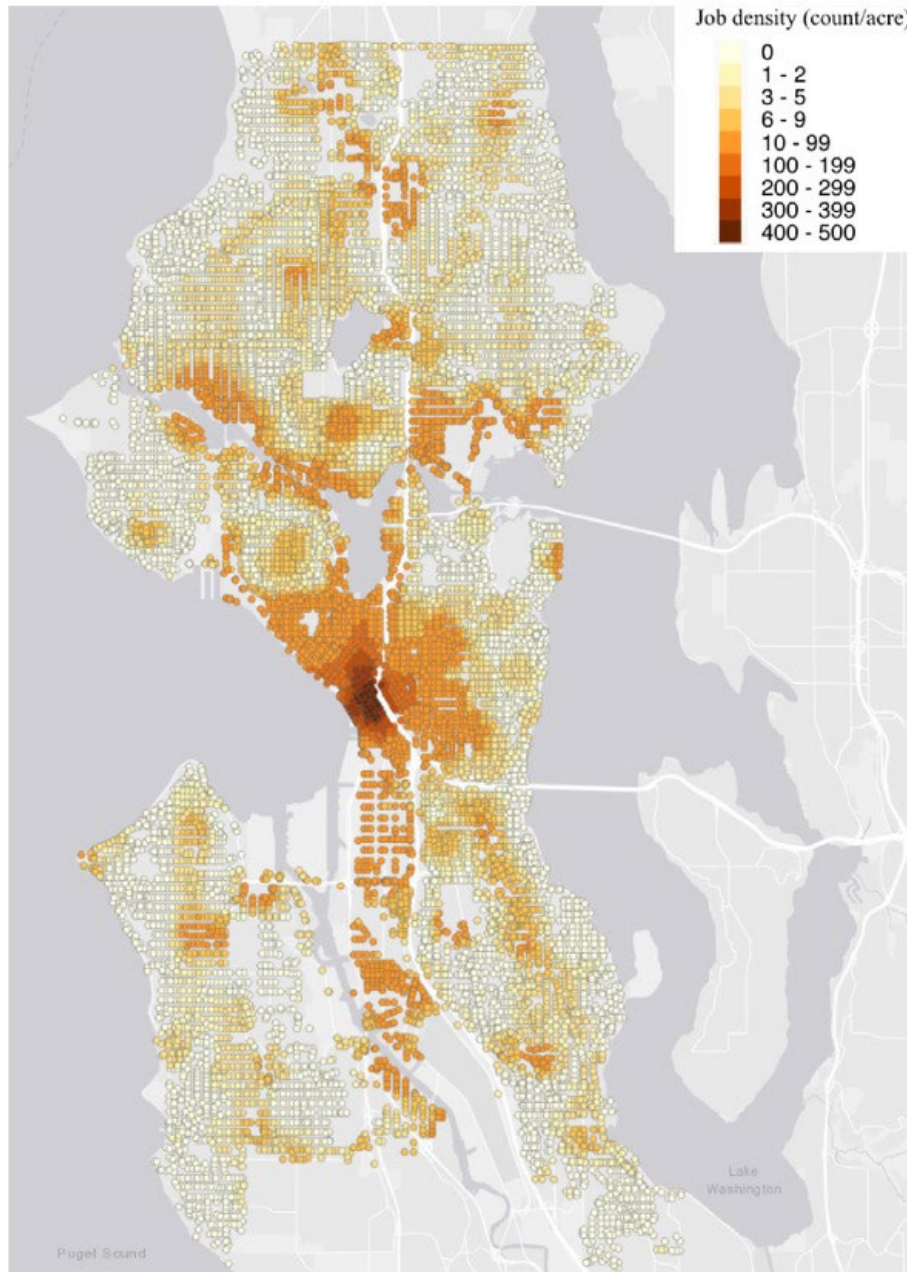 Job density (count/acre)
0
1 - 2
3 - 5
6 - 9
10 - 99
100 - 199
200 - 299
300 - 399
400 - 500
Lake
Washington
Puget Sound